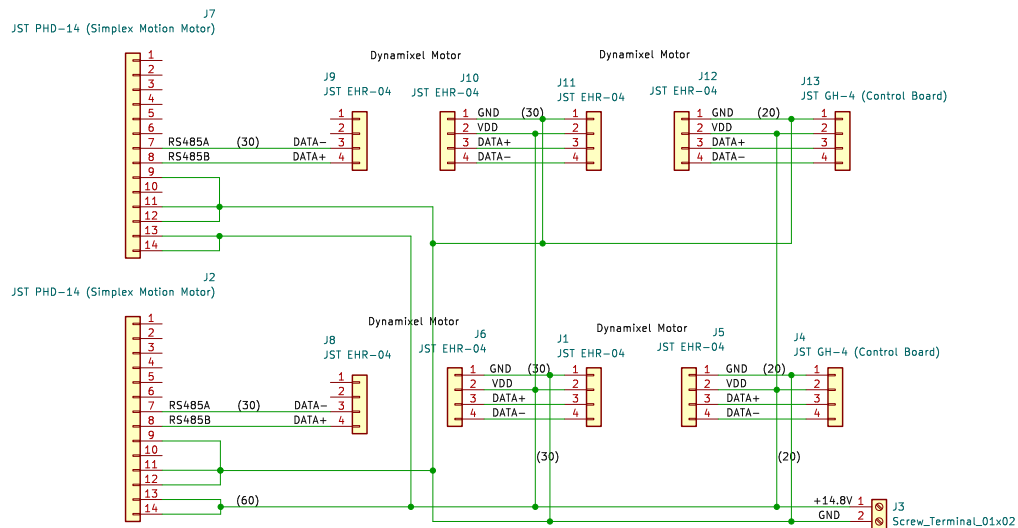 J7
JST PHD-14 (Simplex Motion Motor)
1
2
3
4
5
6
7
8
9
10
11
12
13
14
RS485A (30) DATA-
RS485B DATA+
J9
JST EHR-04
1
2
3
4
Dynamixel Motor
J10
JST EHR-04
1
2
3
4
GND (30)
VDD
DATA+
DATA-
J11
JST EHR-04
1
2
3
4
Dynamixel Motor
J12
JST EHR-04
1
2
3
4
GND (20)
VDD
DATA+
DATA-
J13
JST GH-4 (Control Board)
1
2
3
4
J2
JST PHD-14 (Simplex Motion Motor)
1
2
3
4
5
6
7
8
9
10
11
12
13
14
RS485A (30) DATA-
RS485B DATA+
(60)
J8
JST EHR-04
1
2
3
4
Dynamixel Motor
J6
JST EHR-04
1
2
3
4
GND (30)
VDD
DATA+
DATA-
J1
JST EHR-04
1
2
3
4
Dynamixel Motor
J5
JST EHR-04
1
2
3
4
GND (20)
VDD
DATA+
DATA-
J4
JST GH-4 (Control Board)
1
2
3
4
(30)
(20)
+14.8V 1
GND 2
J3
Screw_Terminal_01x02